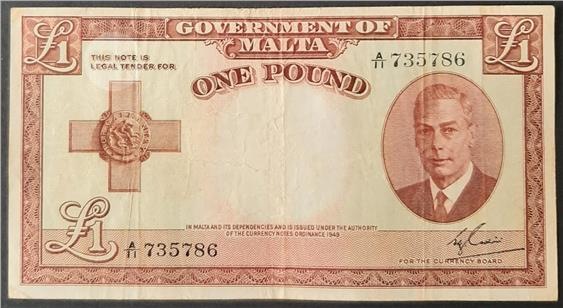 £1
GOVERNMENT OF
MALTA
£1
THIS NOTE IS
LEGAL TENDER FOR
A/11 735786
ONE POUND
IN MALTA AND ITS DEPENDENCIES AND IS ISSUED UNDER THE AUTHORITY
OF THE CURRENCY NOTES ORDINANCE 1949
£1
A/11 735786
FOR THE CURRENCY BOARD